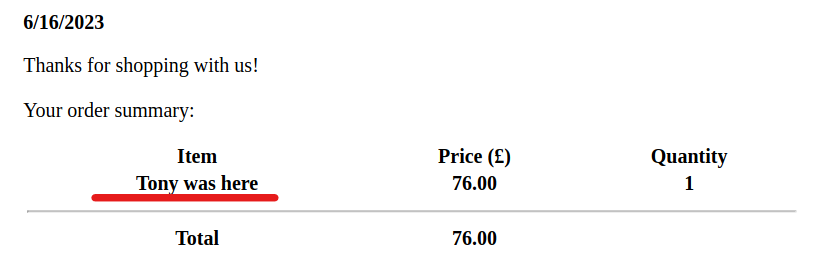 6/16/2023
Thanks for shopping with us!
Your order summary:
Item Price (£) Quantity
Tony was here 76.00 1
Total 76.00